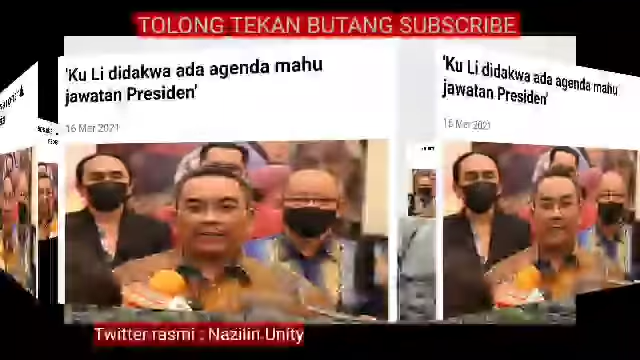 TOLONG TEKAN BUTANG SUBSCRIBE
'Ku Li didakwa ada agenda mahu
jawatan Presiden'
16 Mar 2021
'Ku Li didakwa ada agenda mahu
jawatan Presiden'
16 Mar 2021
Twitter rasmi : Nazilin Unity